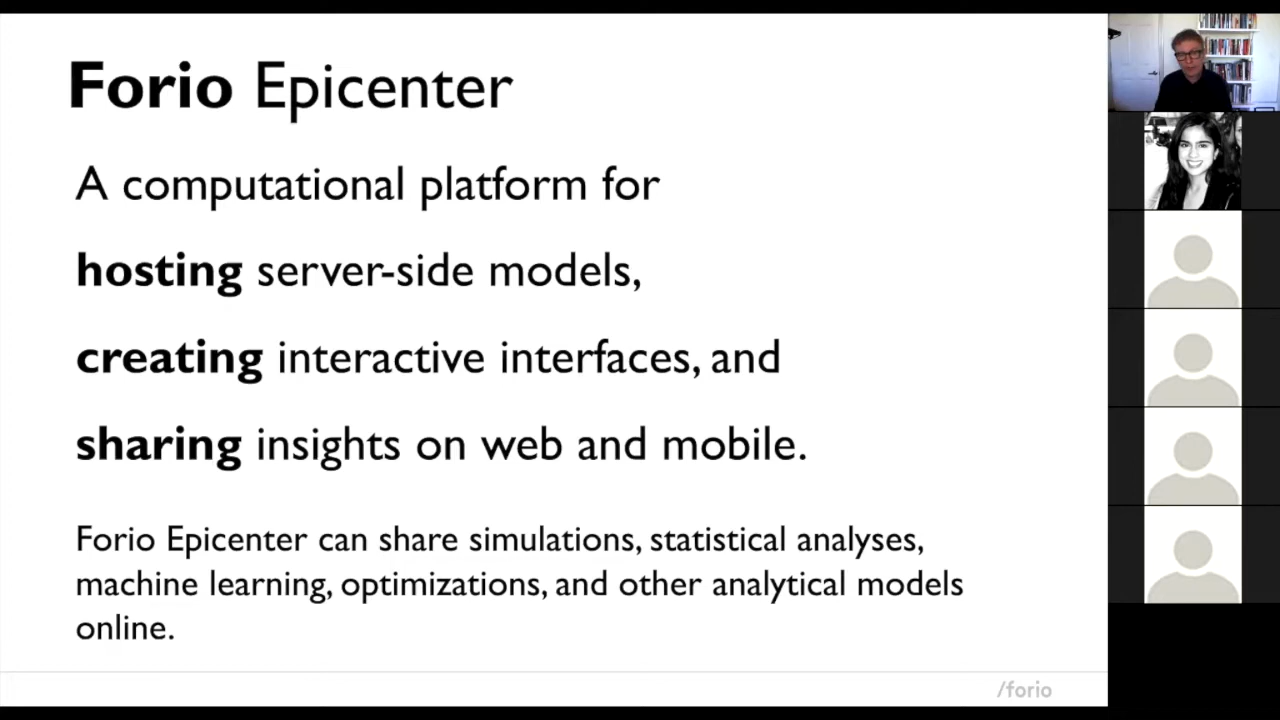 Forio Epicenter
A computational platform for
hosting server-side models,
creating interactive interfaces, and
sharing insights on web and mobile.
Forio Epicenter can share simulations, statistical analyses,
machine learning, optimizations, and other analytical models
online.
/forio